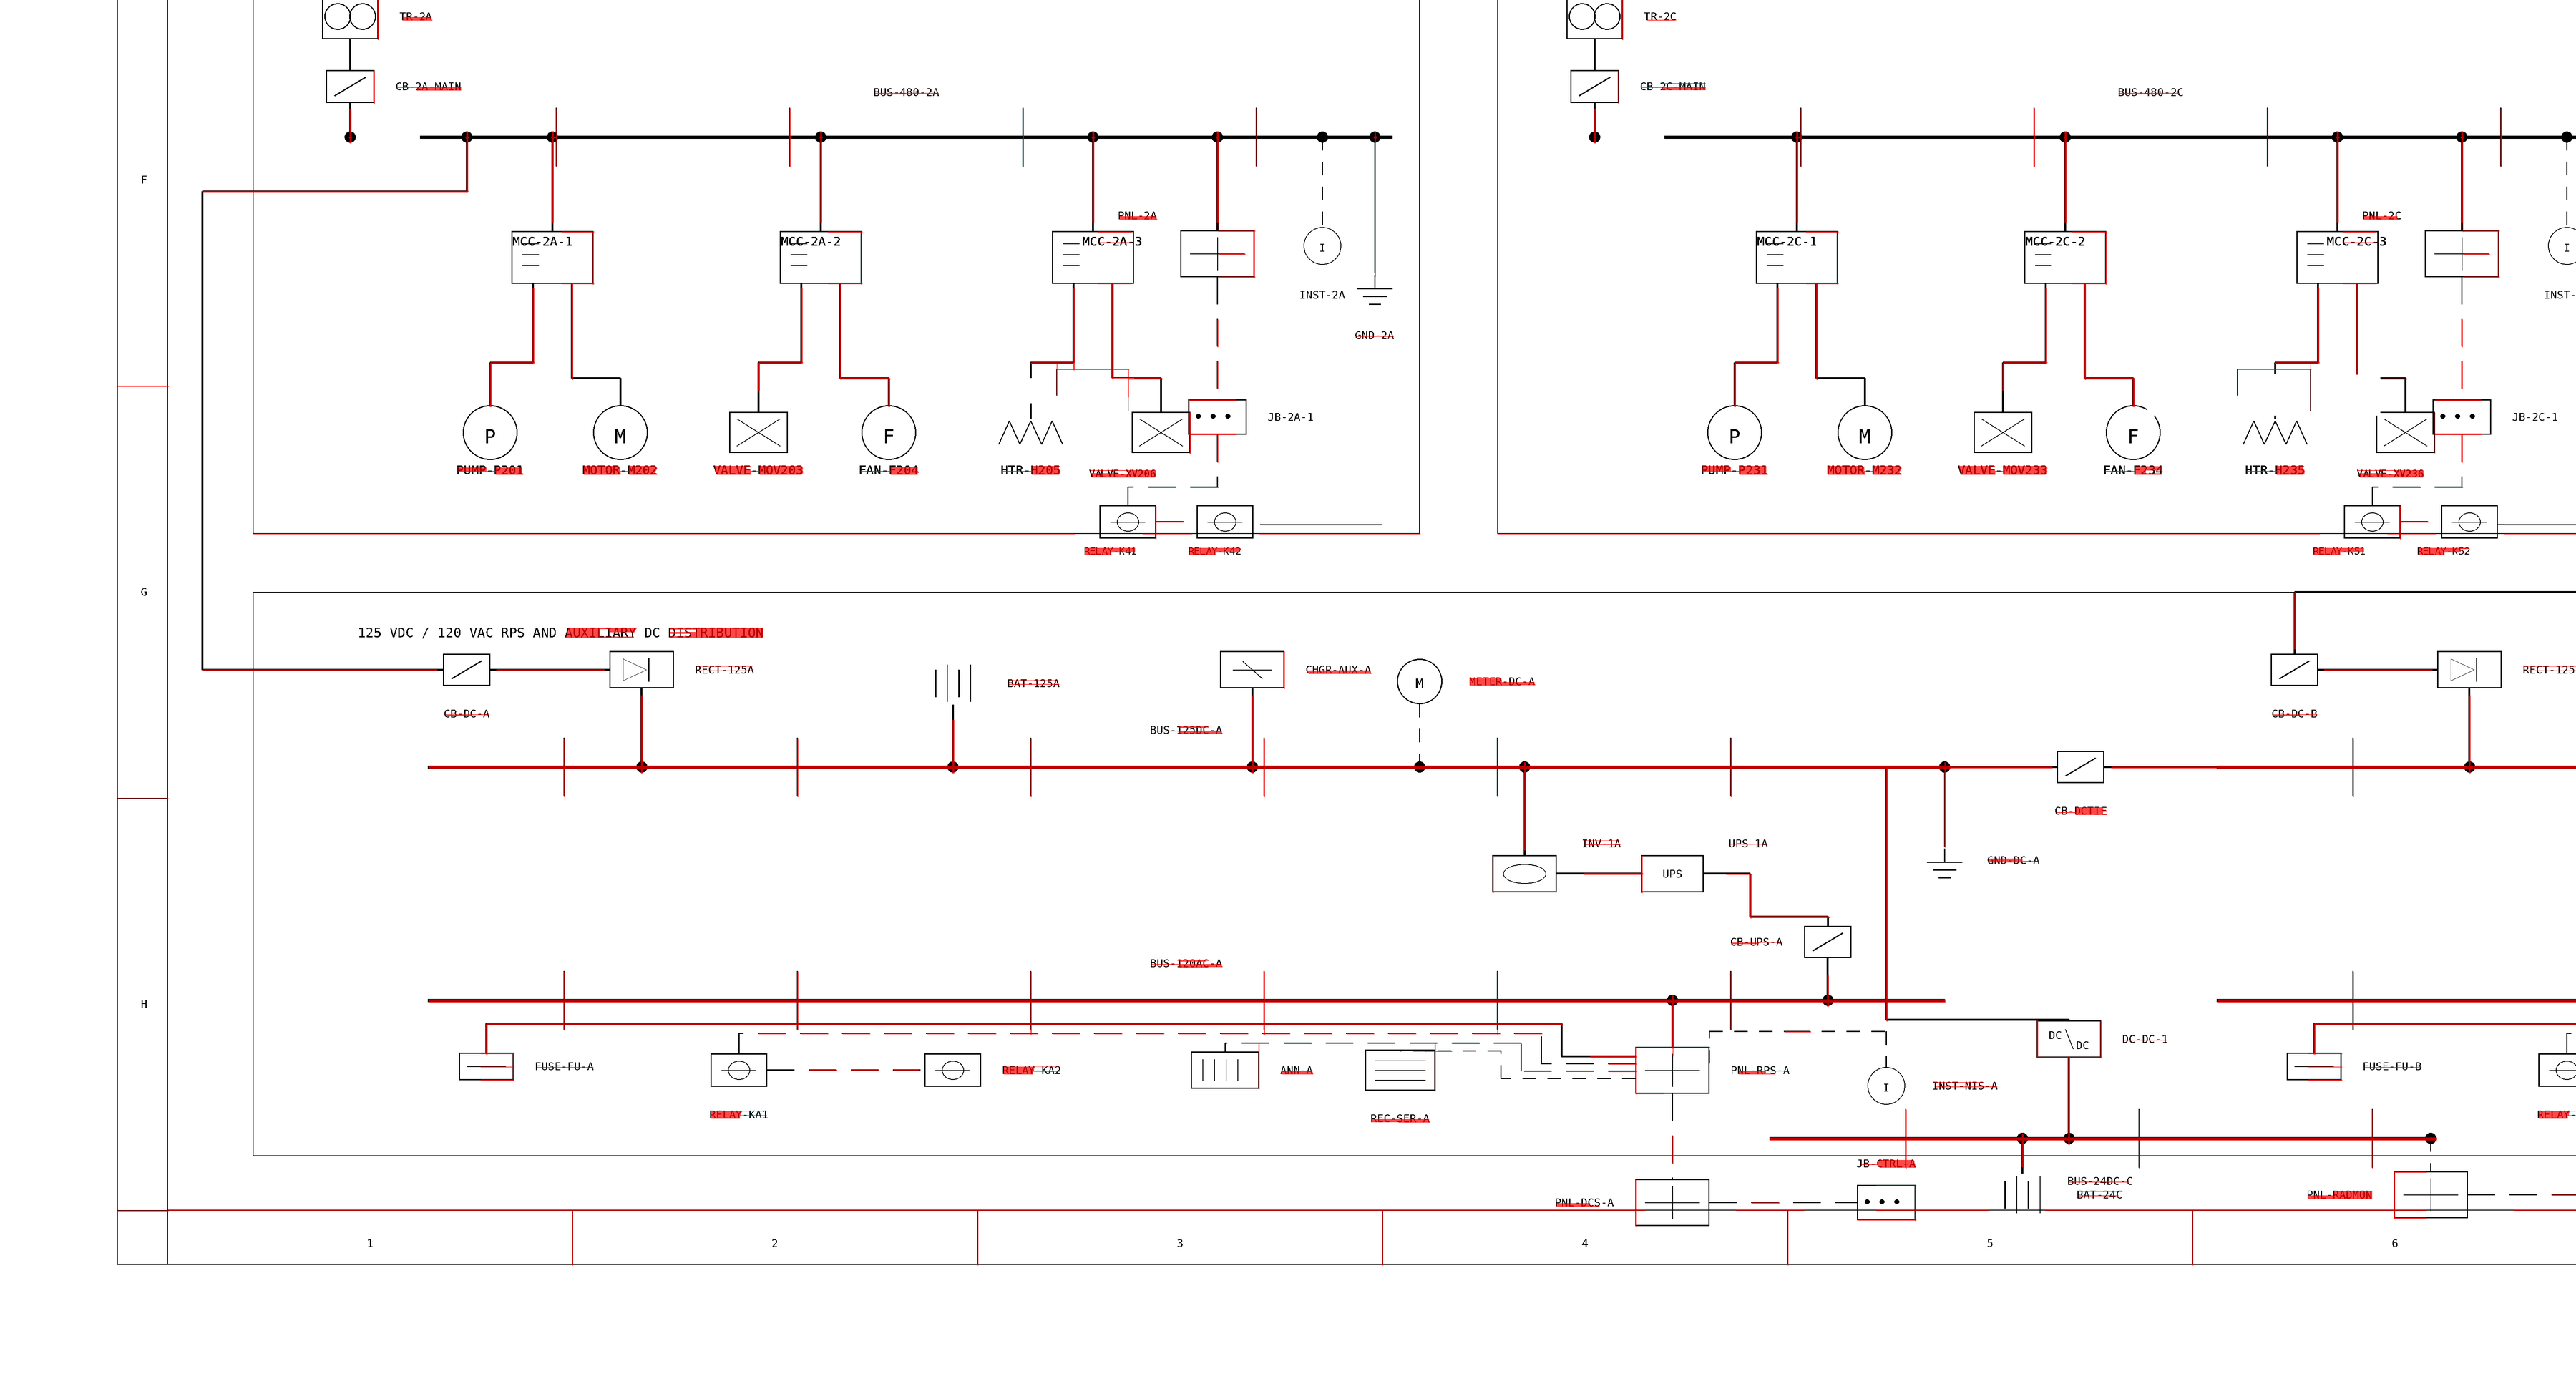 TR-2A
TR-2C
CB-2A-MAIN
BUS-480-2A
CB-2C-MAIN
BUS-480-2C
F
PNL-2A
PNL-2C
MCC-2A-1
MCC-2A-2
MCC-2A-3
I
MCC-2C-1
MCC-2C-2
MCC-2C-3
I
INST-2A
INST-
GND-2A
JB-2A-1
JB-2C-1
P
M
F
P
M
F
PUMP-P201
MOTOR-M202
VALVE-MOV203
FAN-F204
HTR-H205
VALVE-XV206
PUMP-P231
MOTOR-M232
VALVE-MOV233
FAN-F234
HTR-H235
VALVE-XV236
RELAY-K41
RELAY-K42
RELAY-K51
RELAY-K52
G
125 VDC / 120 VAC RPS AND AUXILIARY DC DISTRIBUTION
RECT-125A
BAT-125A
CHGR-AUX-A
M
METER-DC-A
RECT-125
CB-DC-A
CB-DC-B
BUS-125DC-A
CB-DCTIE
INV-1A
UPS-1A
GND-DC-A
UPS
CB-UPS-A
BUS-120AC-A
H
DC
DC
DC-DC-1
FUSE-FU-A
RELAY-KA2
ANN-A
PNL-RPS-A
I
INST-NIS-A
FUSE-FU-B
RELAY-KA1
REC-SER-A
RELAY-
JB-CTRL-A
BUS-24DC-C
BAT-24C
PNL-RADMON
PNL-DCS-A
1
2
3
4
5
6